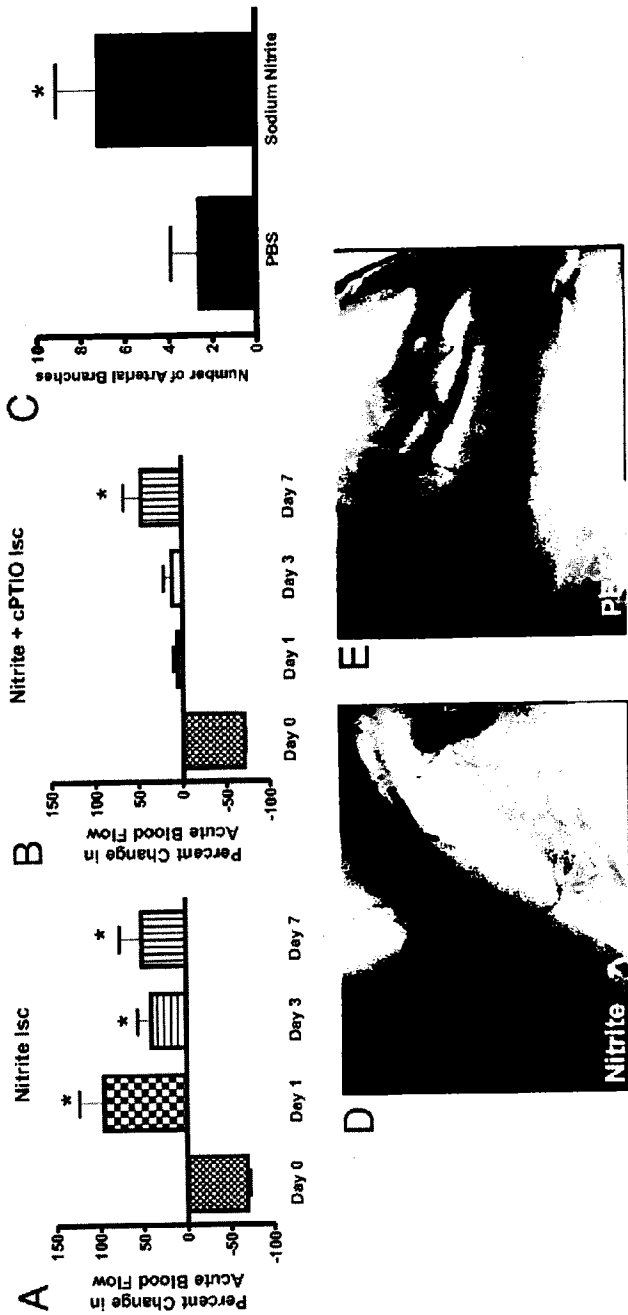 A
Nitrite Isc
Percent Change in
Acute Blood Flow
150
100
50
0
-50
-100
*
*
*
Day 0
Day 1
Day 3
Day 7
B
Nitrite + cPTIO Isc
Percent Change in
Acute Blood Flow
150
100
50
0
-50
-100
*
Day 0
Day 1
Day 3
Day 7
C
Number of Arterial Branches
10
8
6
4
2
0
*
PBS
Sodium Nitrite
D
Nitrite
E